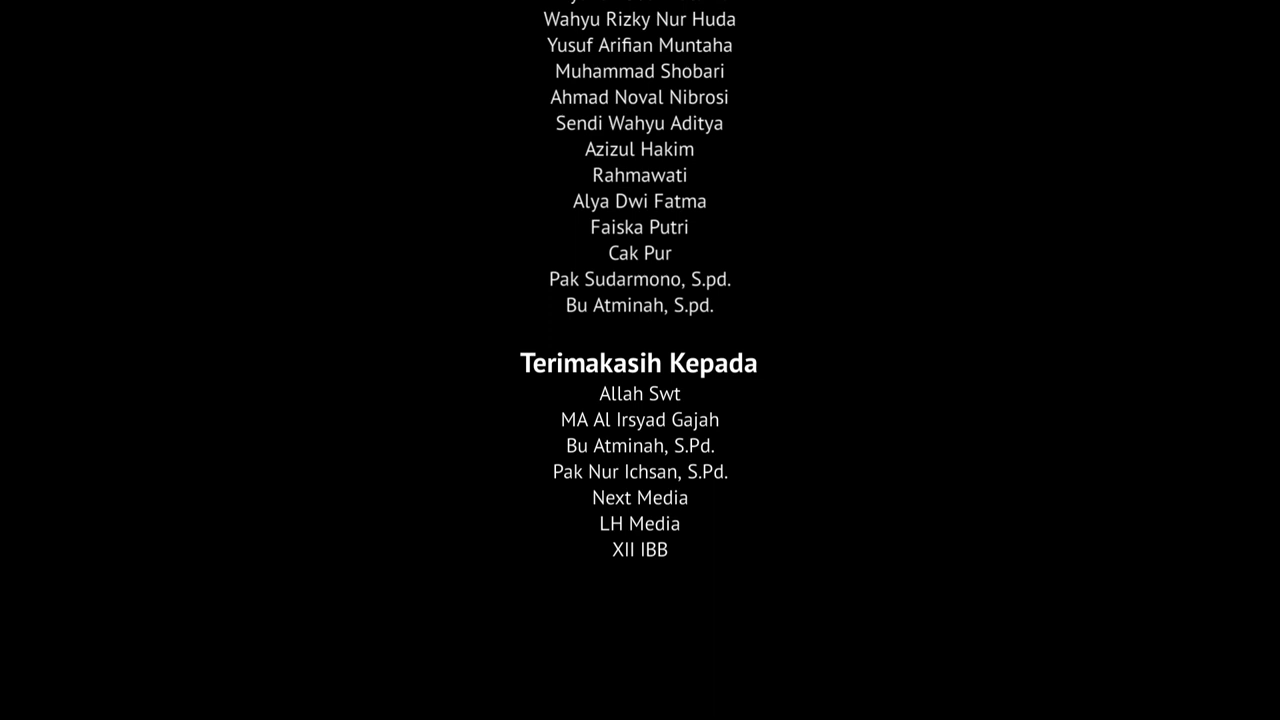 Wahyu Rizky Nur Huda
Yusuf Arifian Muntaha
Muhammad Shobari
Ahmad Noval Nibrosi
Sendi Wahyu Aditya
Azizul Hakim
Rahmawati
Alya Dwi Fatma
Faiska Putri
Cak Pur
Pak Sudarmono, S.pd.
Bu Atminah, S.pd.
Terimakasih Kepada
Allah Swt
MA Al Irsyad Gajah
Bu Atminah, S.Pd.
Pak Nur Ichsan, S.Pd.
Next Media
LH Media
XII IBB